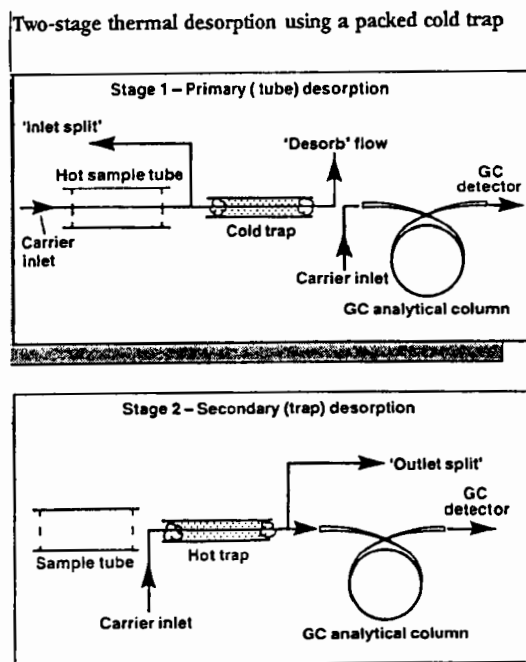 Two-stage thermal desorption using a packed cold trap
Stage 1 – Primary ( tube) desorption
'Inlet split'
Hot sample tube
'Desorb' flow
GC
detector
Carrier
inlet
Cold trap
Carrier inlet
GC analytical column
Stage 2 – Secondary (trap) desorption
'Outlet split'
GC
detector
Sample tube
Hot trap
Carrier inlet
GC analytical column